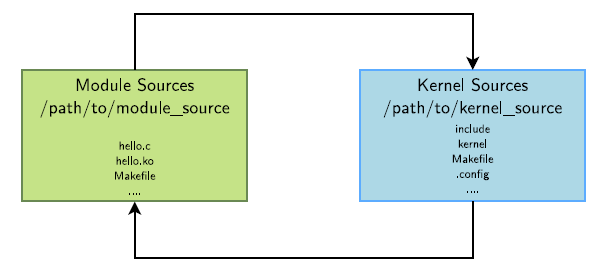 Module Sources
/path/to/module_source
hello.c
hello.ko
Makefile
....
Kernel Sources
/path/to/kernel_source
include
kernel
Makefile
.config
....